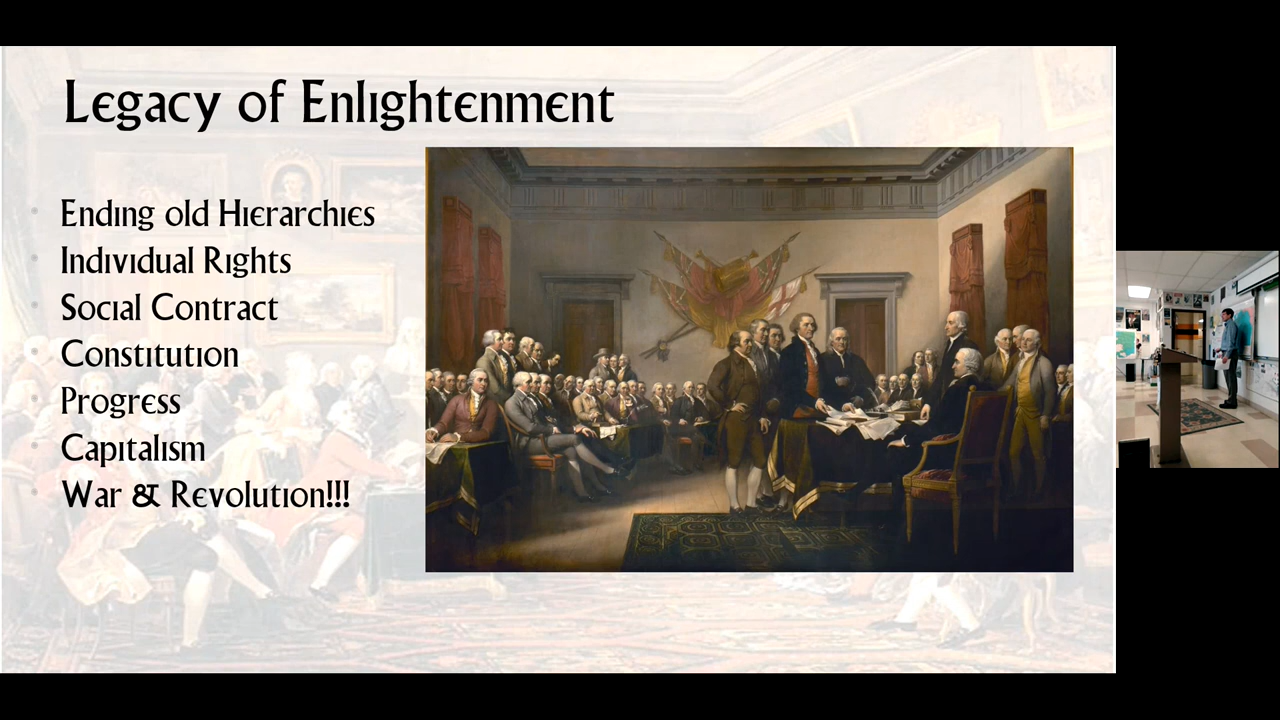 Legacy of Enlightenment
Ending old Hierarchies
Individual Rights
Social Contract
Constitution
Progress
Capitalism
War & Revolution!!!